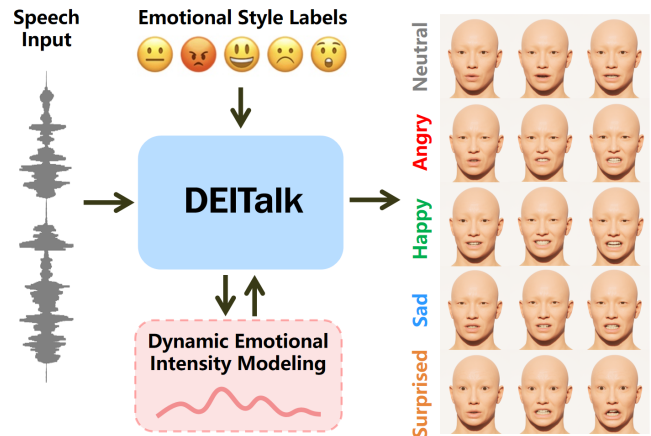 Speech
Input
Emotional Style Labels
DEITalk
Dynamic Emotional
Intensity Modeling
Neutral
Angry
Happy
Sad
Surprised